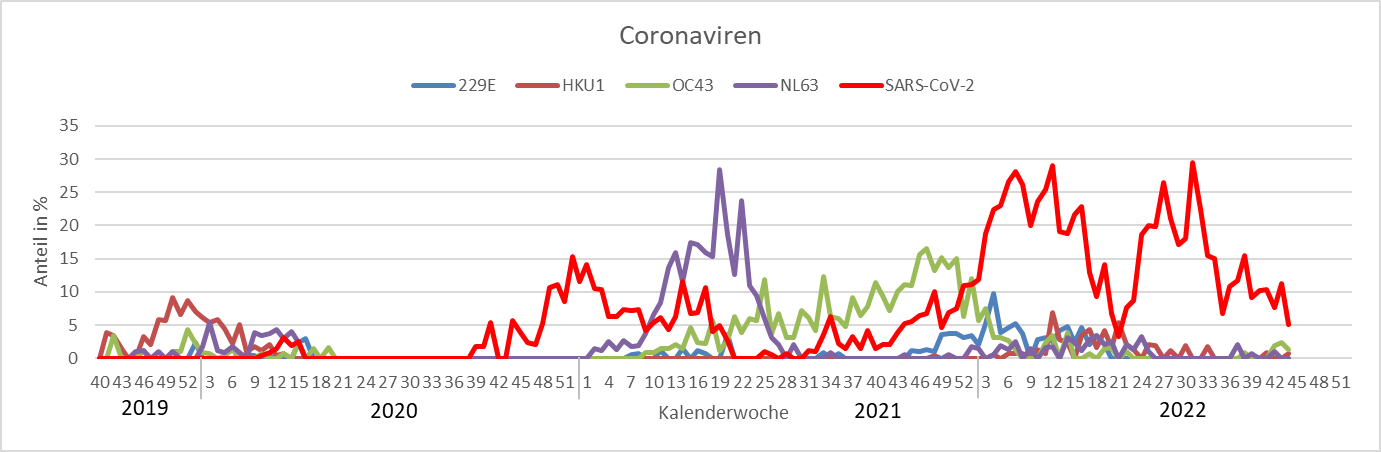 Coronaviren
229E HKU1 OC43 NL63 SARS-CoV-2
Anteil in %
35
30
25
20
15
10
5
0
40 43 46 49 52 3 6 9 12 15 18 21 24 27 30 33 36 39 42 45 48 51 1 4 7 10 13 16 19 22 25 28 31 34 37 40 43 46 49 52 3 6 9 12 15 18 21 24 27 30 33 36 39 42 45 48 51
2019 2020 2021 2022
Kalenderwoche